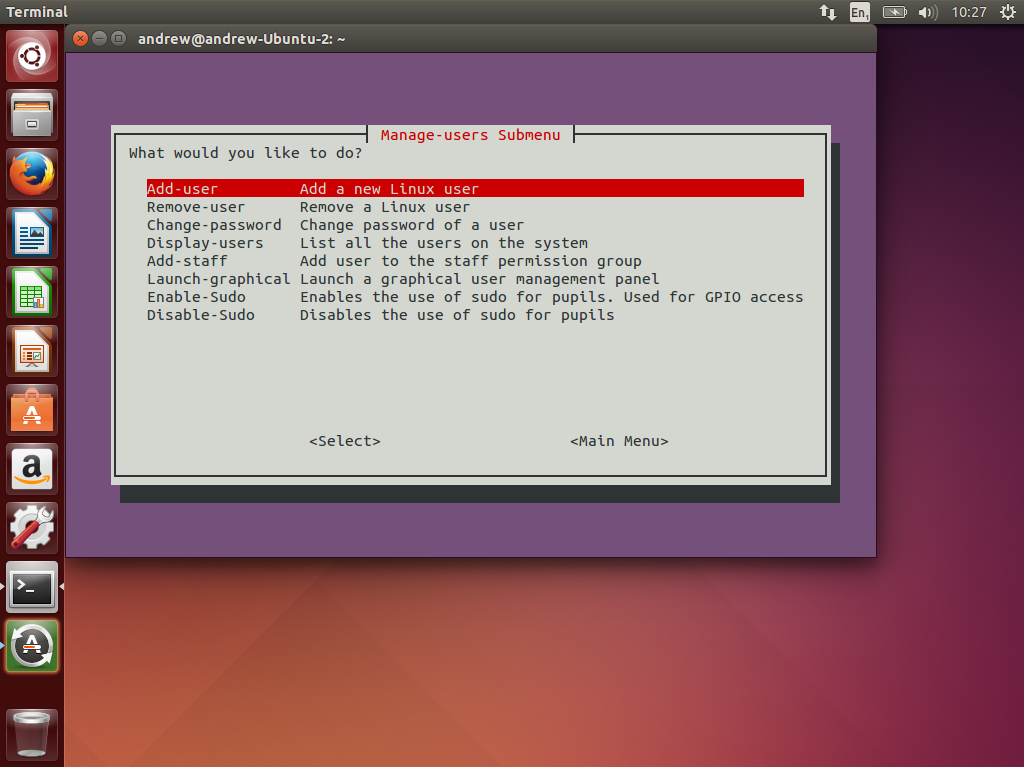 Terminal
En1
10:27
andrew@andrew-Ubuntu-2: ~
Manage-users Submenu
What would you like to do?
Add-user Add a new Linux user
Remove-user Remove a Linux user
Change-password Change password of a user
Display-users List all the users on the system
Add-staff Add user to the staff permission group
Launch-graphical Launch a graphical user management panel
Enable-Sudo Enables the use of sudo for pupils. Used for GPIO access
Disable-Sudo Disables the use of sudo for pupils
<Select> <Main Menu>